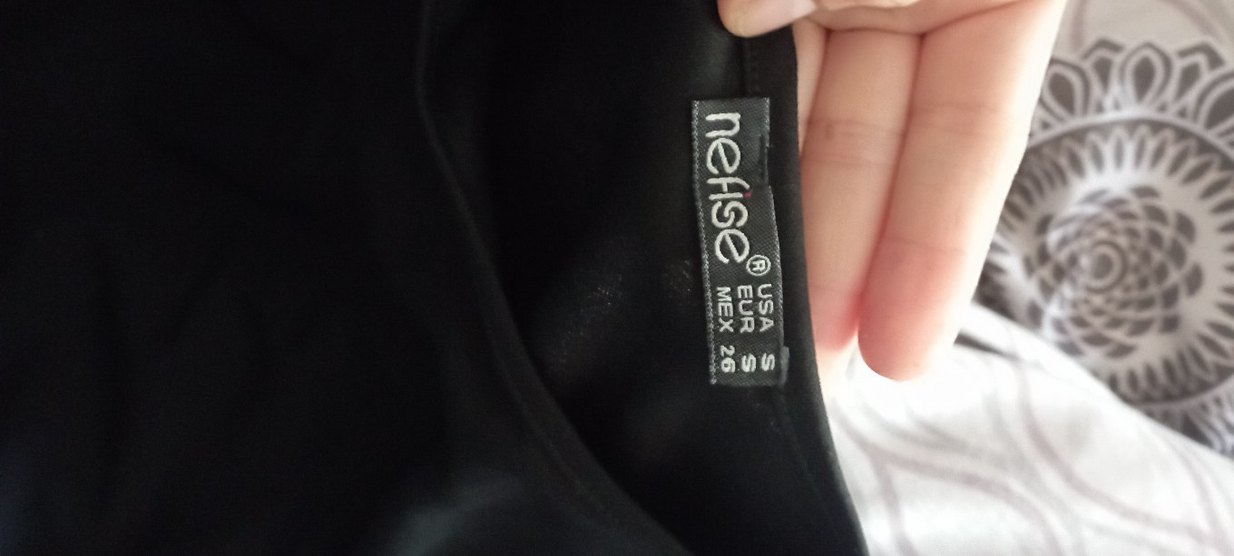 nefise®
USA S
EUR S
MEX 26